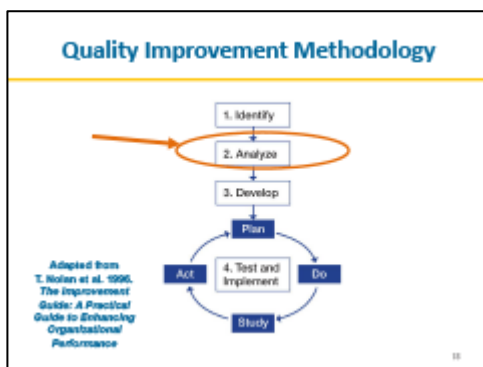 Quality Improvement Methodology
1. Identify
2. Analyze
3. Develop
Plan
Act
4. Test and
Implement
Do
Study
Adapted from
T. Nolan et al. 1996.
The Improvement
Guide: A Practical
Guide to Enhancing
Organizational
Performance